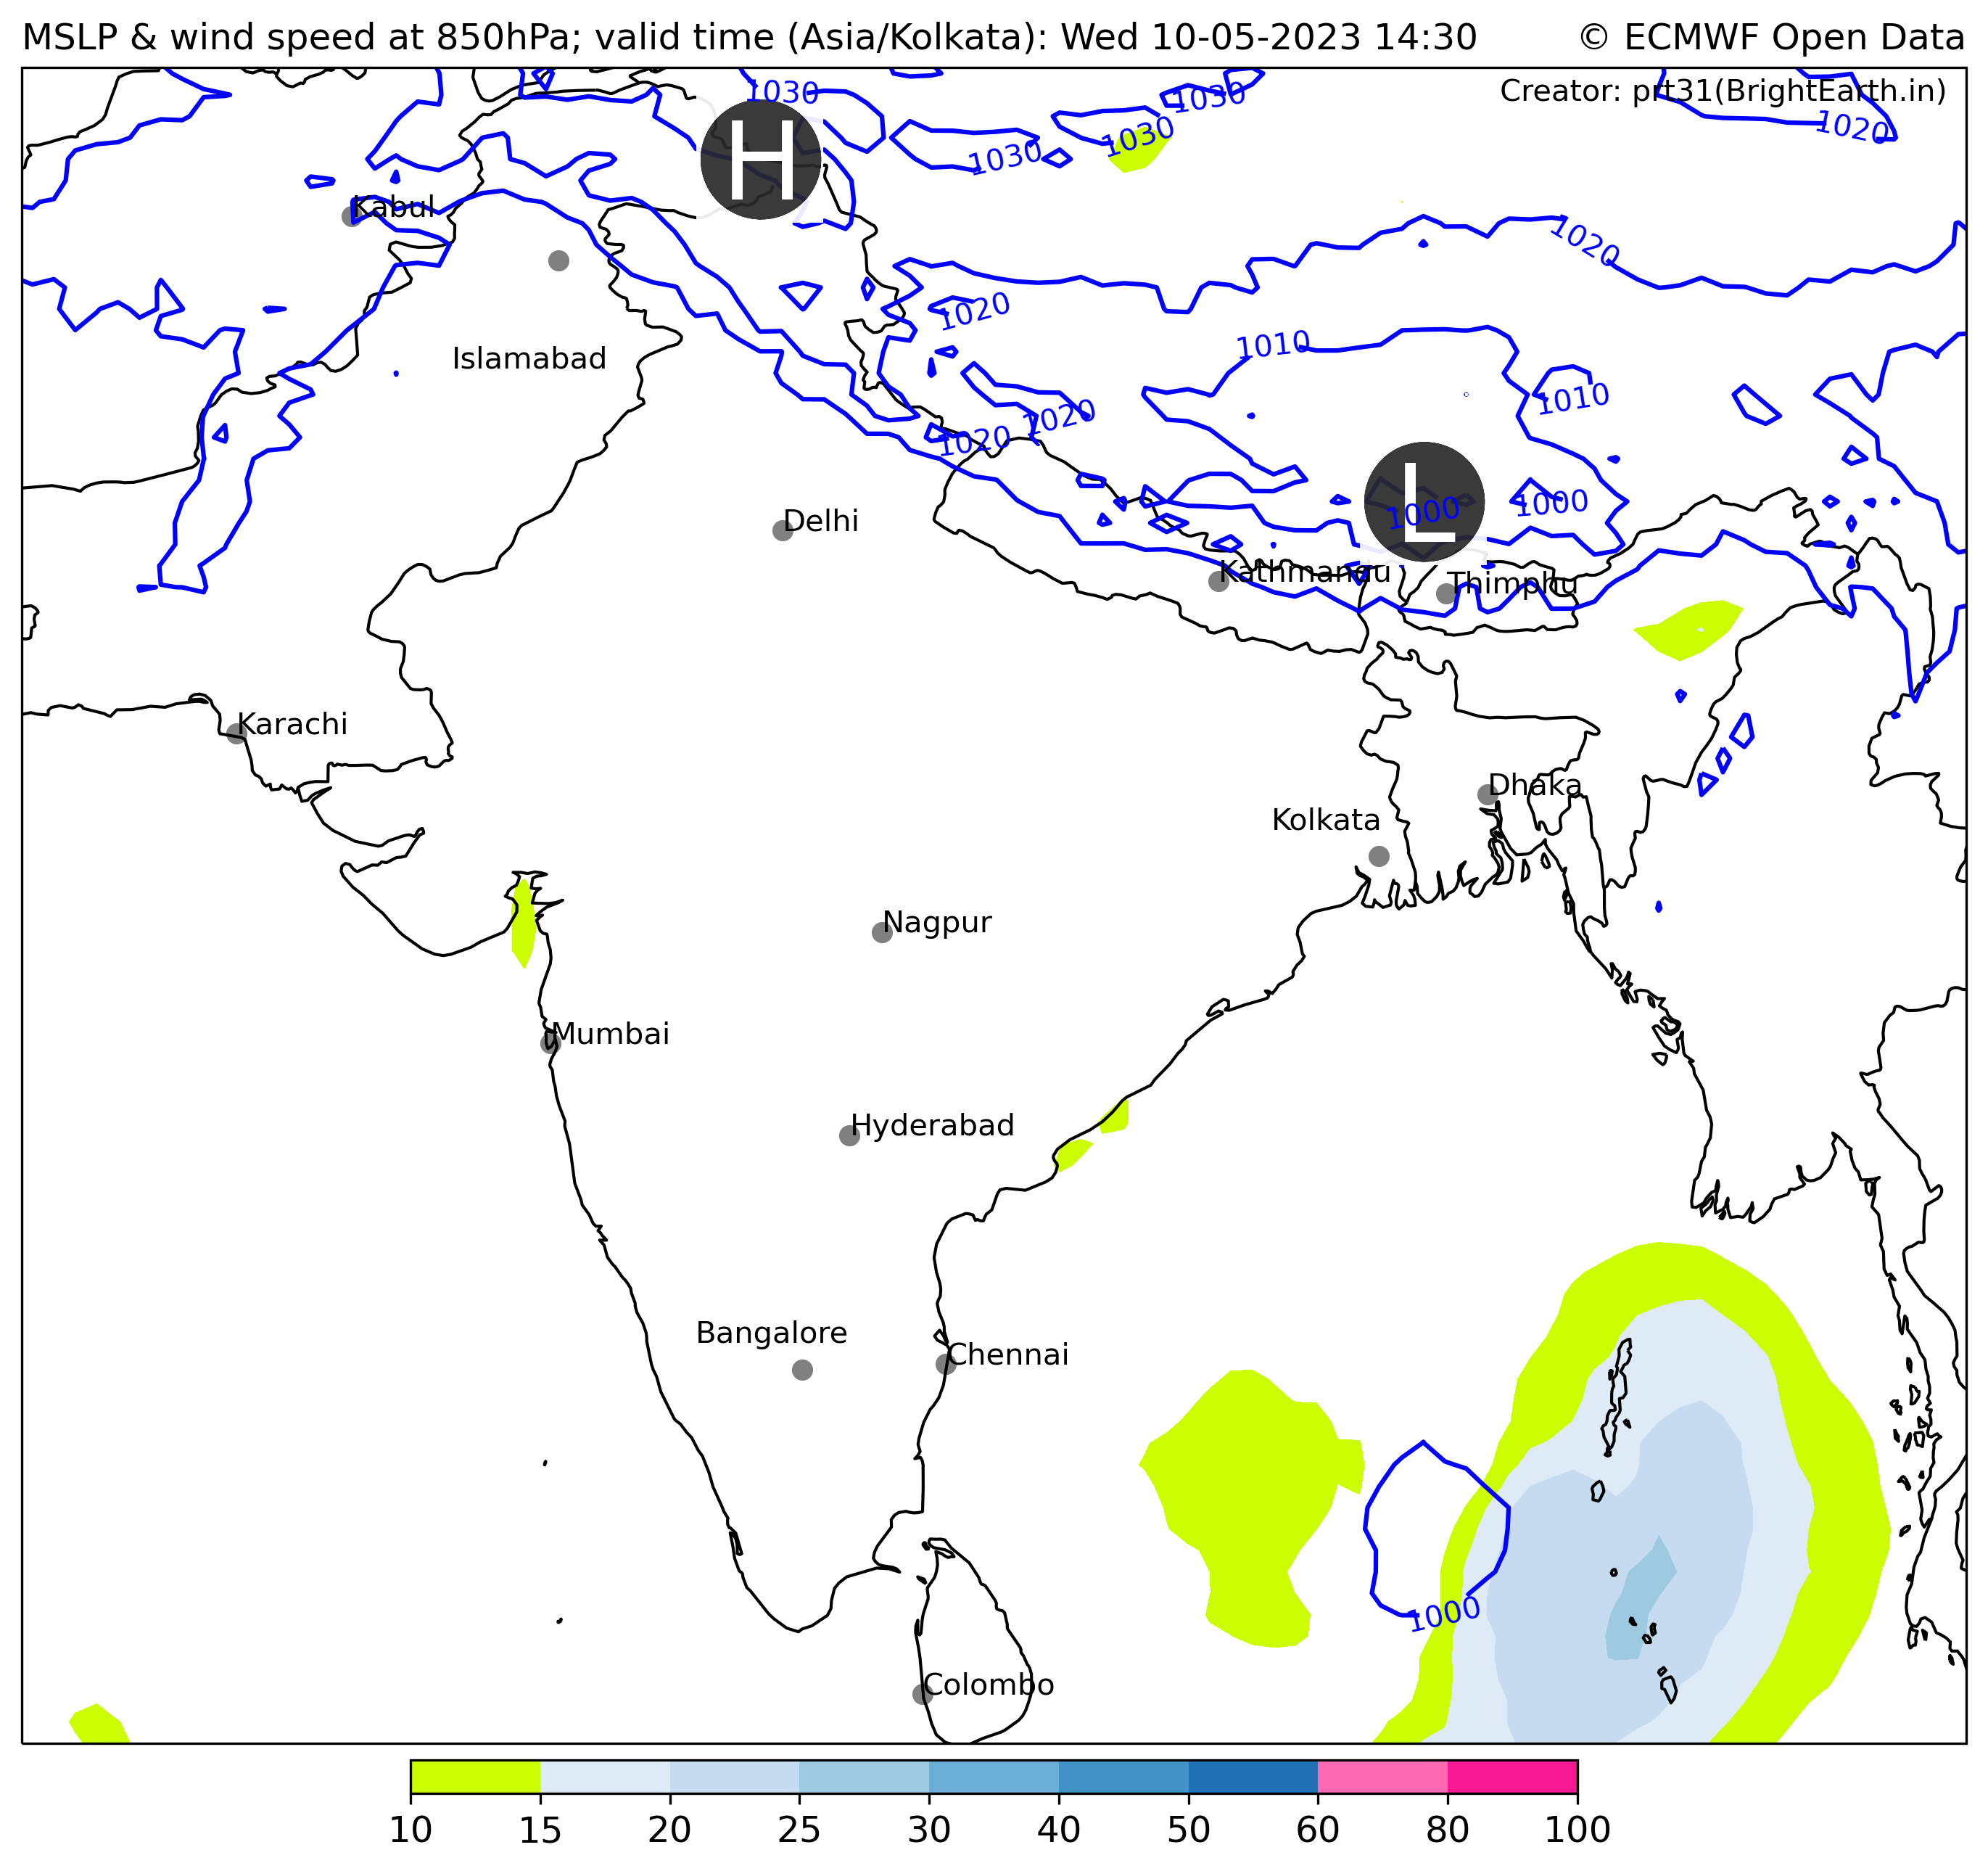 MSLP & wind speed at 850hPa; valid time (Asia/Kolkata): Wed 10-05-2023 14:30
© ECMWF Open Data
Creator: prt31(BrightEarth.in)
1030
1030
1030
1030
1020
H
Kabul
1020
Islamabad
1020
1010
1010
1020
1020
Delhi
L
1000
1000
Kathmandu
Thimphu
Karachi
Dhaka
Kolkata
Nagpur
Mumbai
Hyderabad
Bangalore
Chennai
1000
Colombo
10 15 20 25 30 40 50 60 80 100